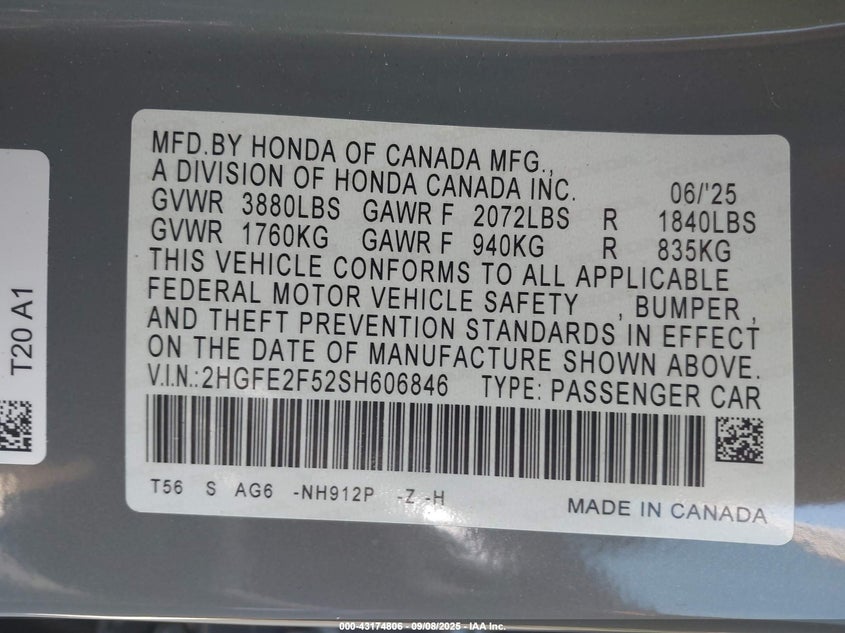 MFD.BY HONDA OF CANADA MFG.,
A DIVISION OF HONDA CANADA INC. 06/'25
GVWR 3880LBS GAWR F 2072LBS R 1840LBS
GVWR 1760KG GAWR F 940KG R 835KG
THIS VEHICLE CONFORMS TO ALL APPLICABLE
FEDERAL MOTOR VEHICLE SAFETY , BUMPER ,
AND THEFT PREVENTION STANDARDS IN EFFECT
ON THE DATE OF MANUFACTURE SHOWN ABOVE.
V.I.N.:2HGFE2F52SH606846 TYPE: PASSENGER CAR
T56 S AG6 -NH912P -Z -H
MADE IN CANADA
T20 A1
000-43174806 - 09/08/2025 - IAA Inc.